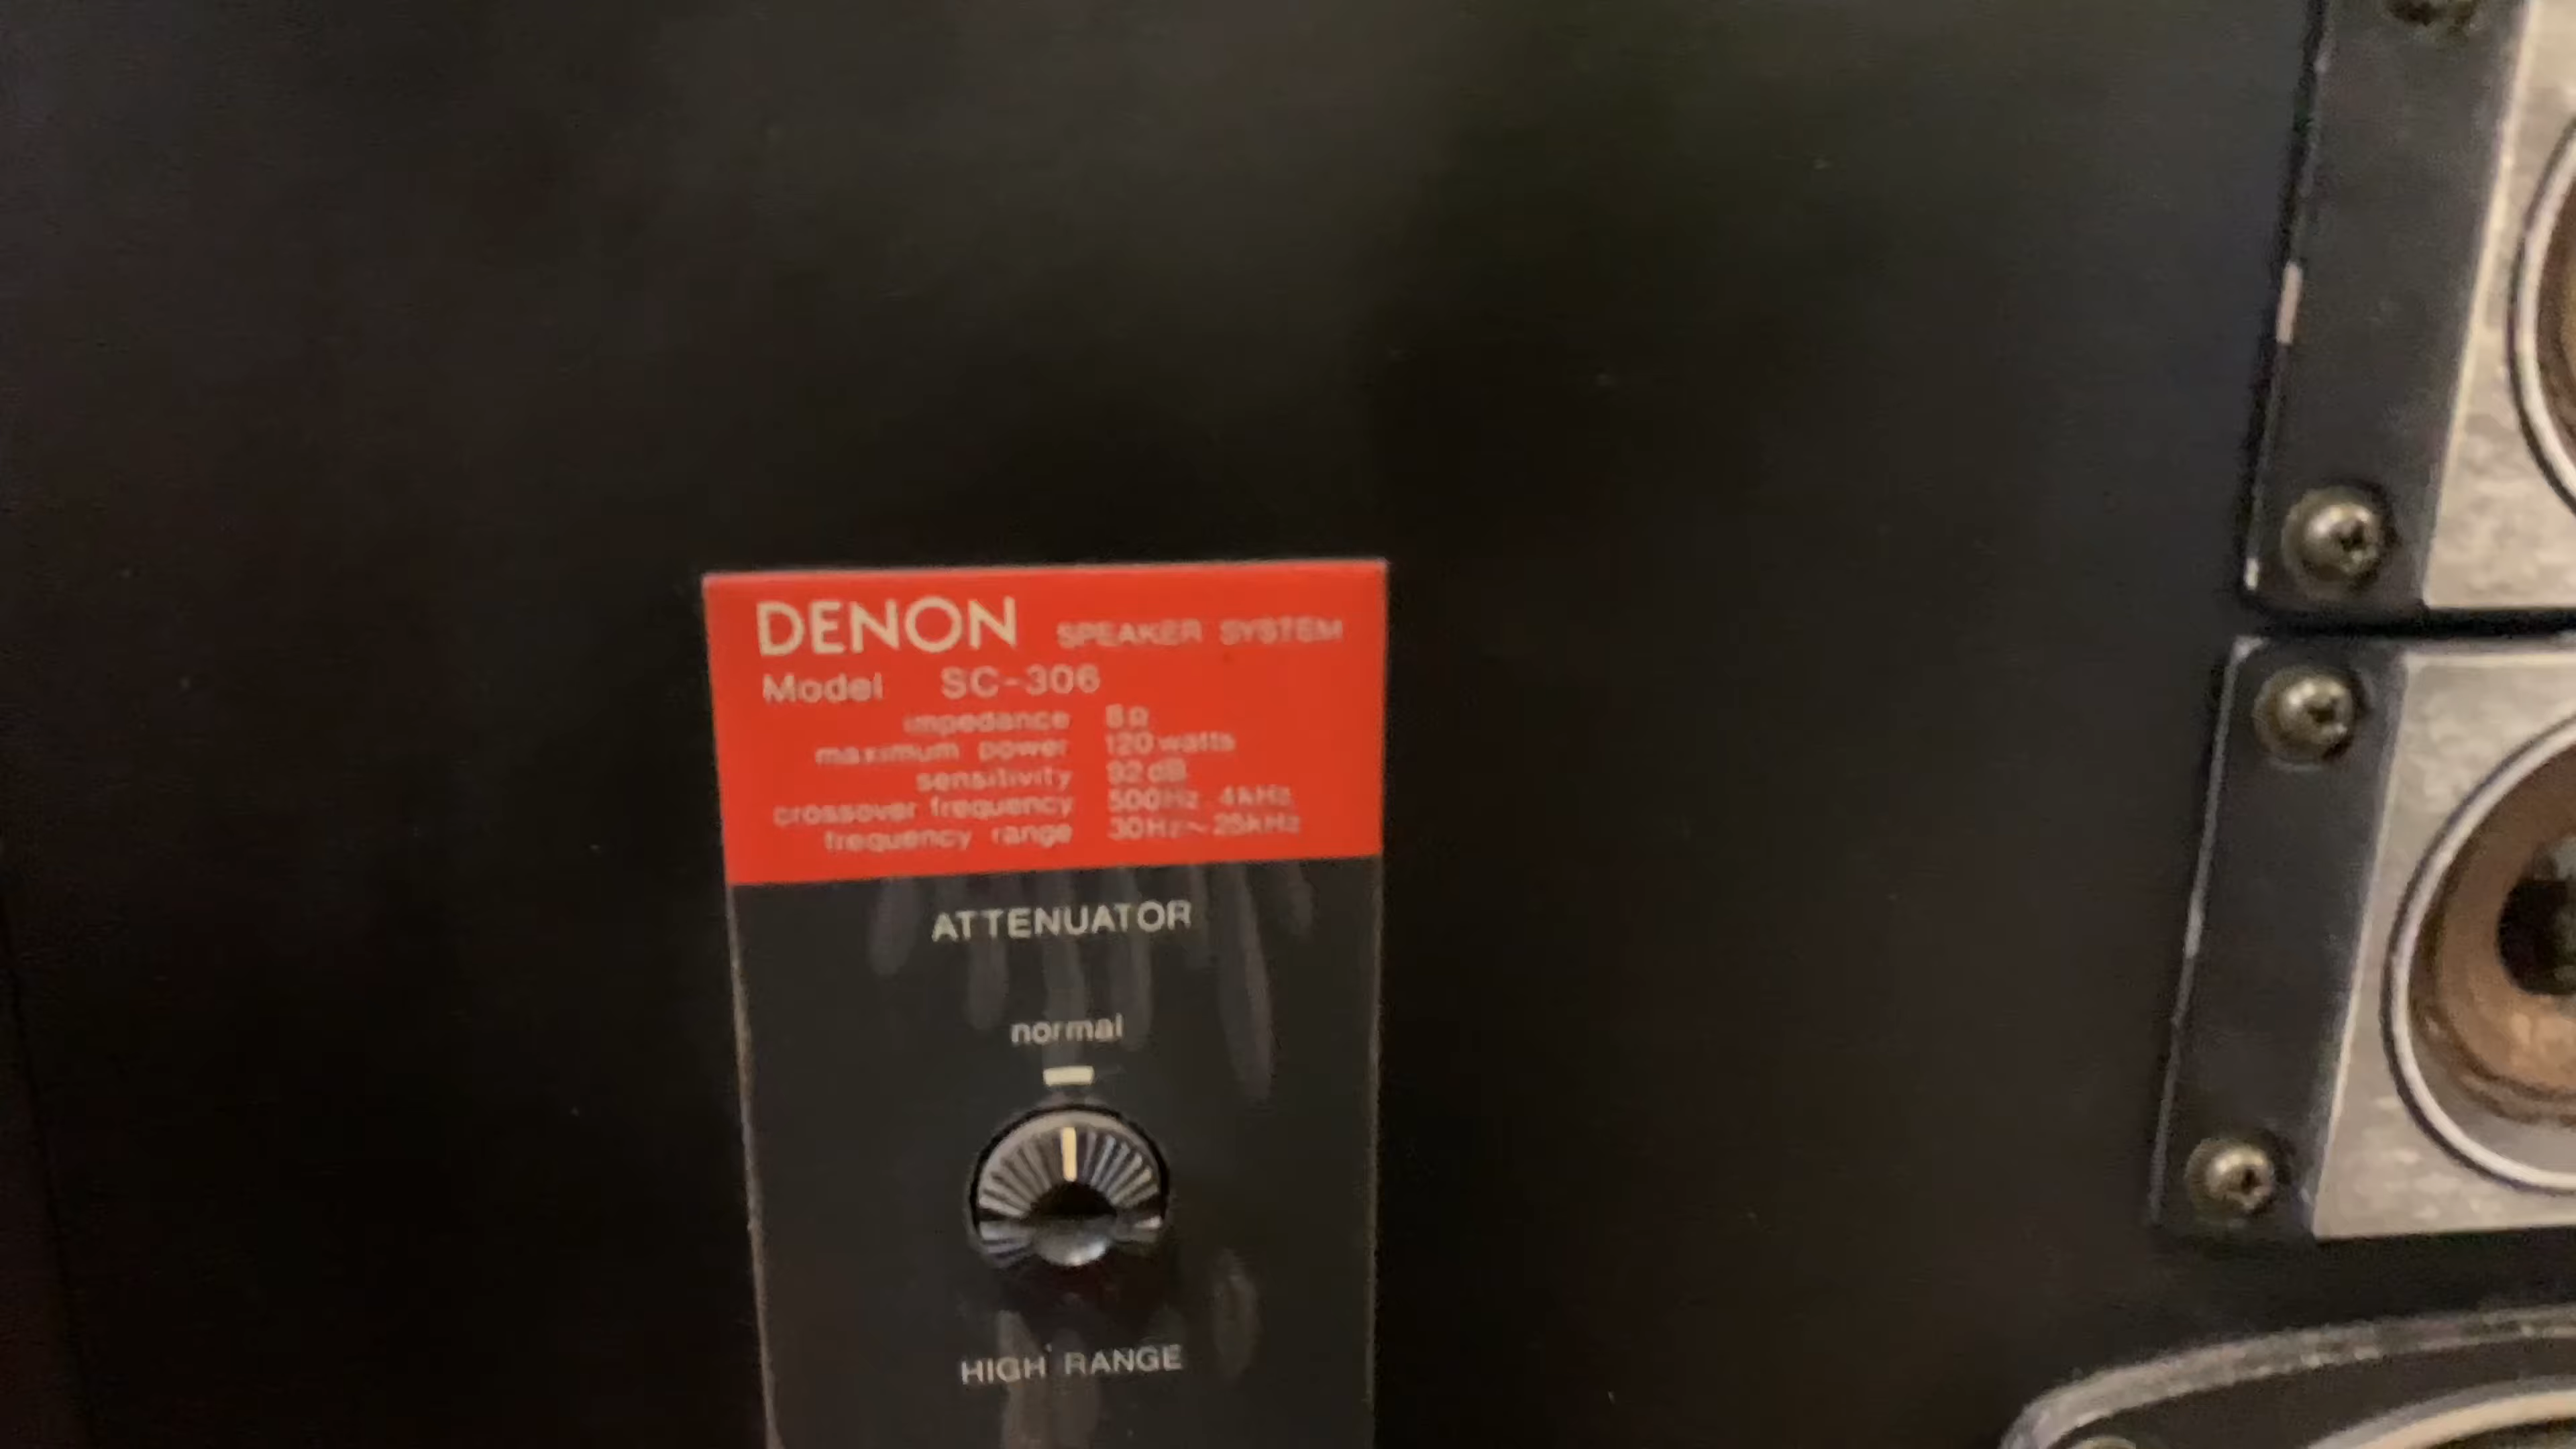 DENON SPEAKER SYSTEM
Model SC-306
impedance Ω
maximum power 120 watts
sensitivity 92 dB
crossover frequency 500Hz 4kHz
frequency range 30Hz~25kHz
ATTENUATOR
normal
HIGH RANGE